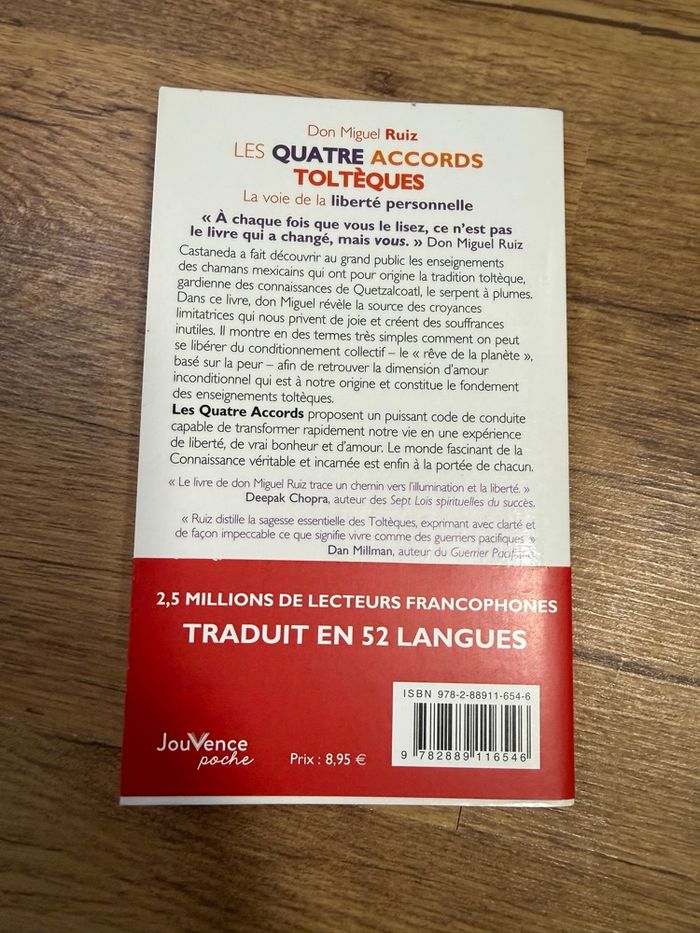 Don Miguel Ruiz
LES QUATRE ACCORDS
TOLTÈQUES
La voie de la liberté personnelle
« À chaque fois que vous le lisez, ce n'est pas
le livre qui a changé, mais vous. » Don Miguel Ruiz
Castaneda a fait découvrir au grand public les enseignements
des chamans mexicains qui ont pour origine la tradition toltèque,
gardienne des connaissances de Quetzalcoatl, le serpent à plumes.
Dans ce livre, don Miguel révèle la source des croyances
limitatrices qui nous privent de joie et créent des souffrances
inutiles. Il montre en des termes très simples comment on peut
se libérer du conditionnement collectif – le « rêve de la planète »,
basé sur la peur – afin de retrouver la dimension d'amour
inconditionnel qui est à notre origine et constitue le fondement
des enseignements toltèques.
Les Quatre Accords proposent un puissant code de conduite
capable de transformer rapidement notre vie en une expérience
de liberté, de vrai bonheur et d'amour. Le monde fascinant de la
Connaissance véritable et incarnée est enfin à la portée de chacun.
« Le livre de don Miguel Ruiz trace un chemin vers l'illumination et la liberté. »
Deepak Chopra, auteur des Sept Lois spirituelles du succès.
« Ruiz distille la sagesse essentielle des Toltèques, exprimant avec clarté et
de façon impeccable ce que signifie vivre comme des guerriers pacifiques. »
Dan Millman, auteur du Guerrier Pacifique.
2,5 MILLIONS DE LECTEURS FRANCOPHONES
TRADUIT EN 52 LANGUES
ISBN 978-2-88911-654-6
9 782889 116546
Jouvence
poche
Prix : 8,95 €